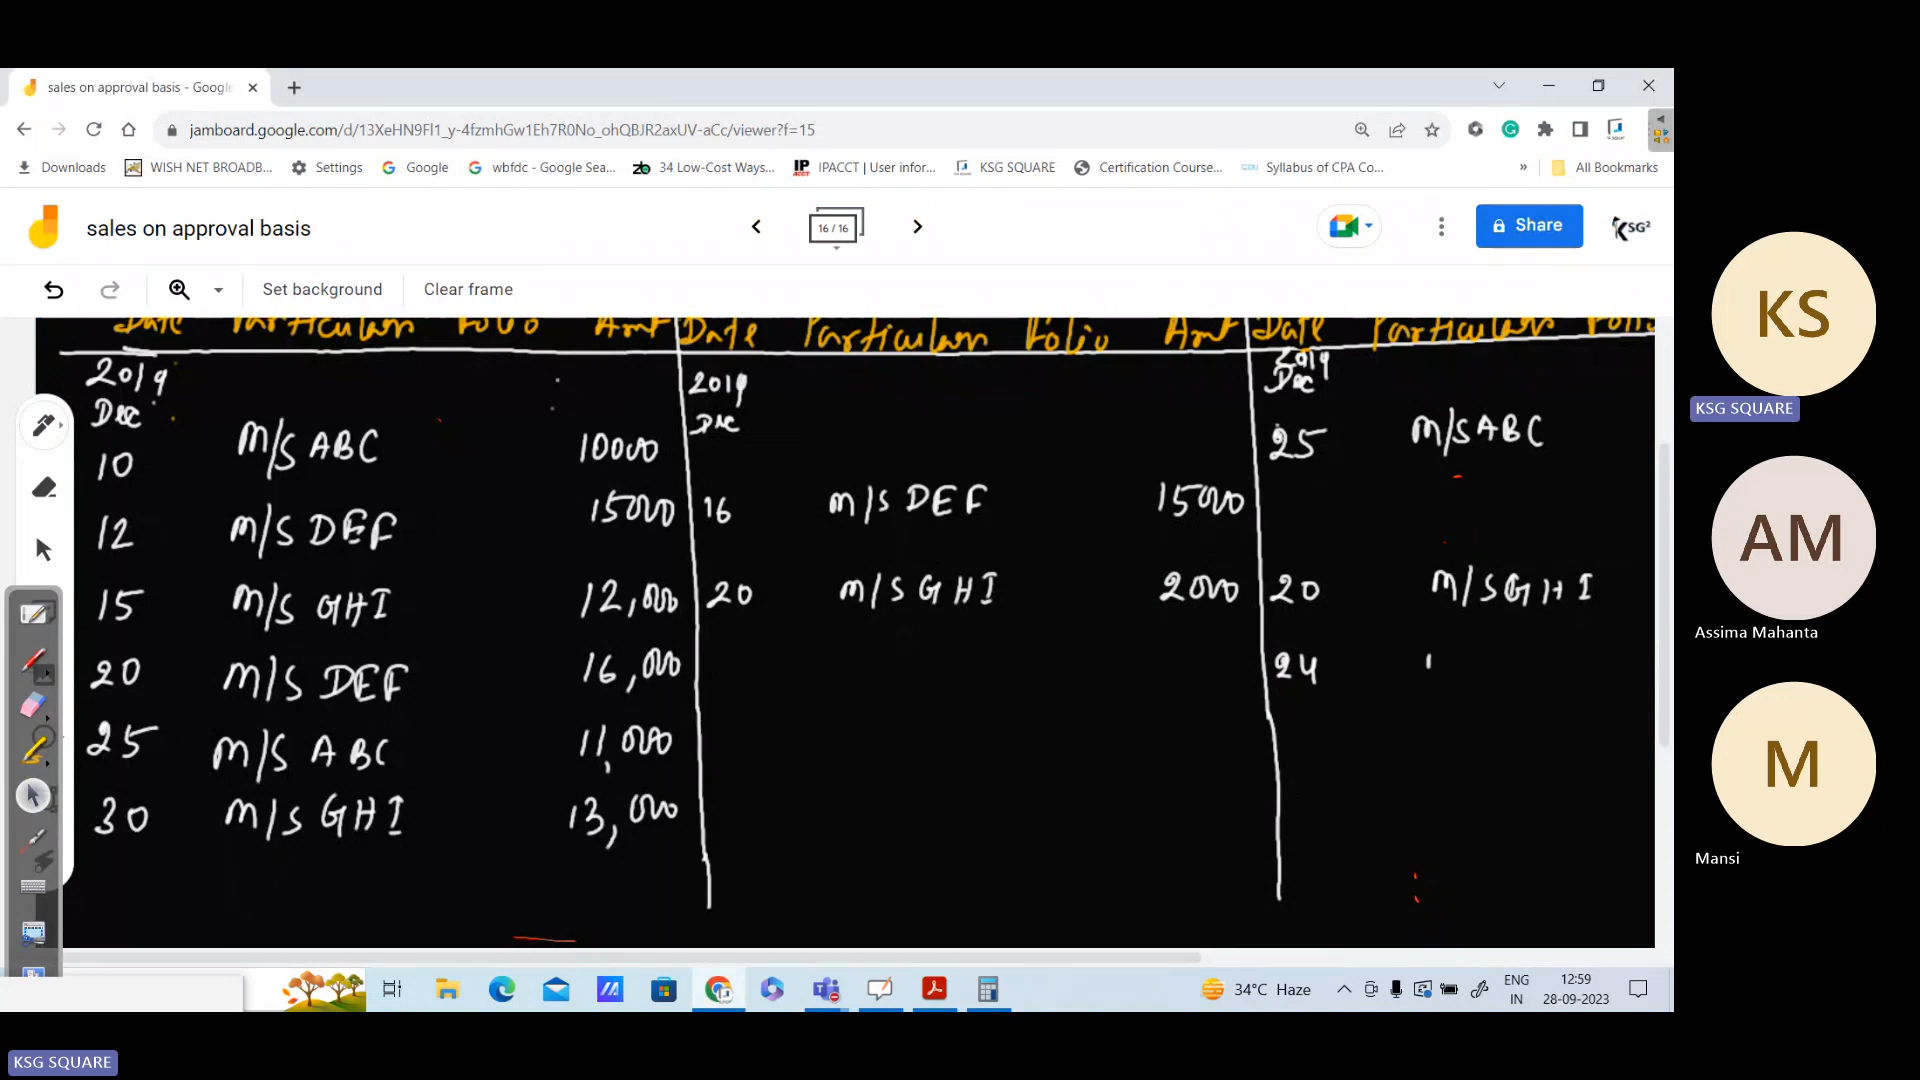 sales on approval basis - Google
jamboard.google.com/d/13XeHN9Fl1_y-4fzmhGw1Eh7R0No_ohQBJR2axUV-aCc/viewer?f=15
Downloads WISH NET BROADB... Settings Google wbfdc - Google Sea... 34 Low-Cost Ways... IPACCT | User infor... KSG SQUARE Certification Course... Syllabus of CPA Co... » All Bookmarks
sales on approval basis 16 / 16 Share KSG²
Set background Clear frame
Date Particulars Folio Amt Date Particulars Folio Amt Date Particulars Folio
2019 2019 2019
Dec Dec Dec
10 M/S ABC 10000 25 M/S ABC
12 M/S DEF 15000 16 M/S DEF 15000
15 M/S GHI 12,000 20 M/S GHI 2000 20 M/S GHI
20 M/S DEF 16,000 24
25 M/S ABC 11,000
30 M/S GHI 13,000
34°C Haze ENG IN 12:59 28-09-2023
KS
KSG SQUARE
AM
Assima Mahanta
M
Mansi
KSG SQUARE